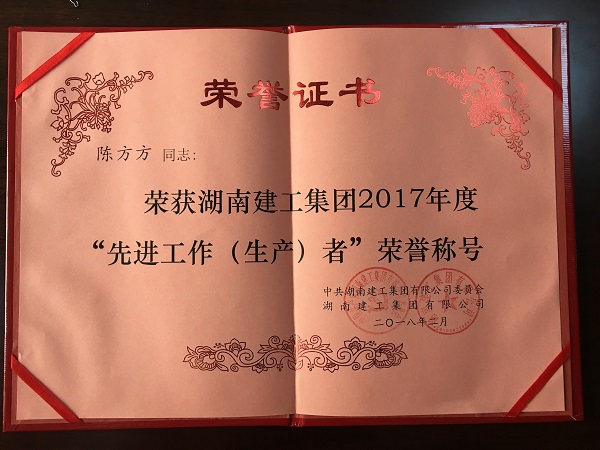 荣誉证书
陈方方 同志：
荣获湖南建工集团2017年度
“先进工作（生产）者”荣誉称号
中共湖南建工集团有限公司委员会
湖南建工集团有限公司
二〇一八年二月